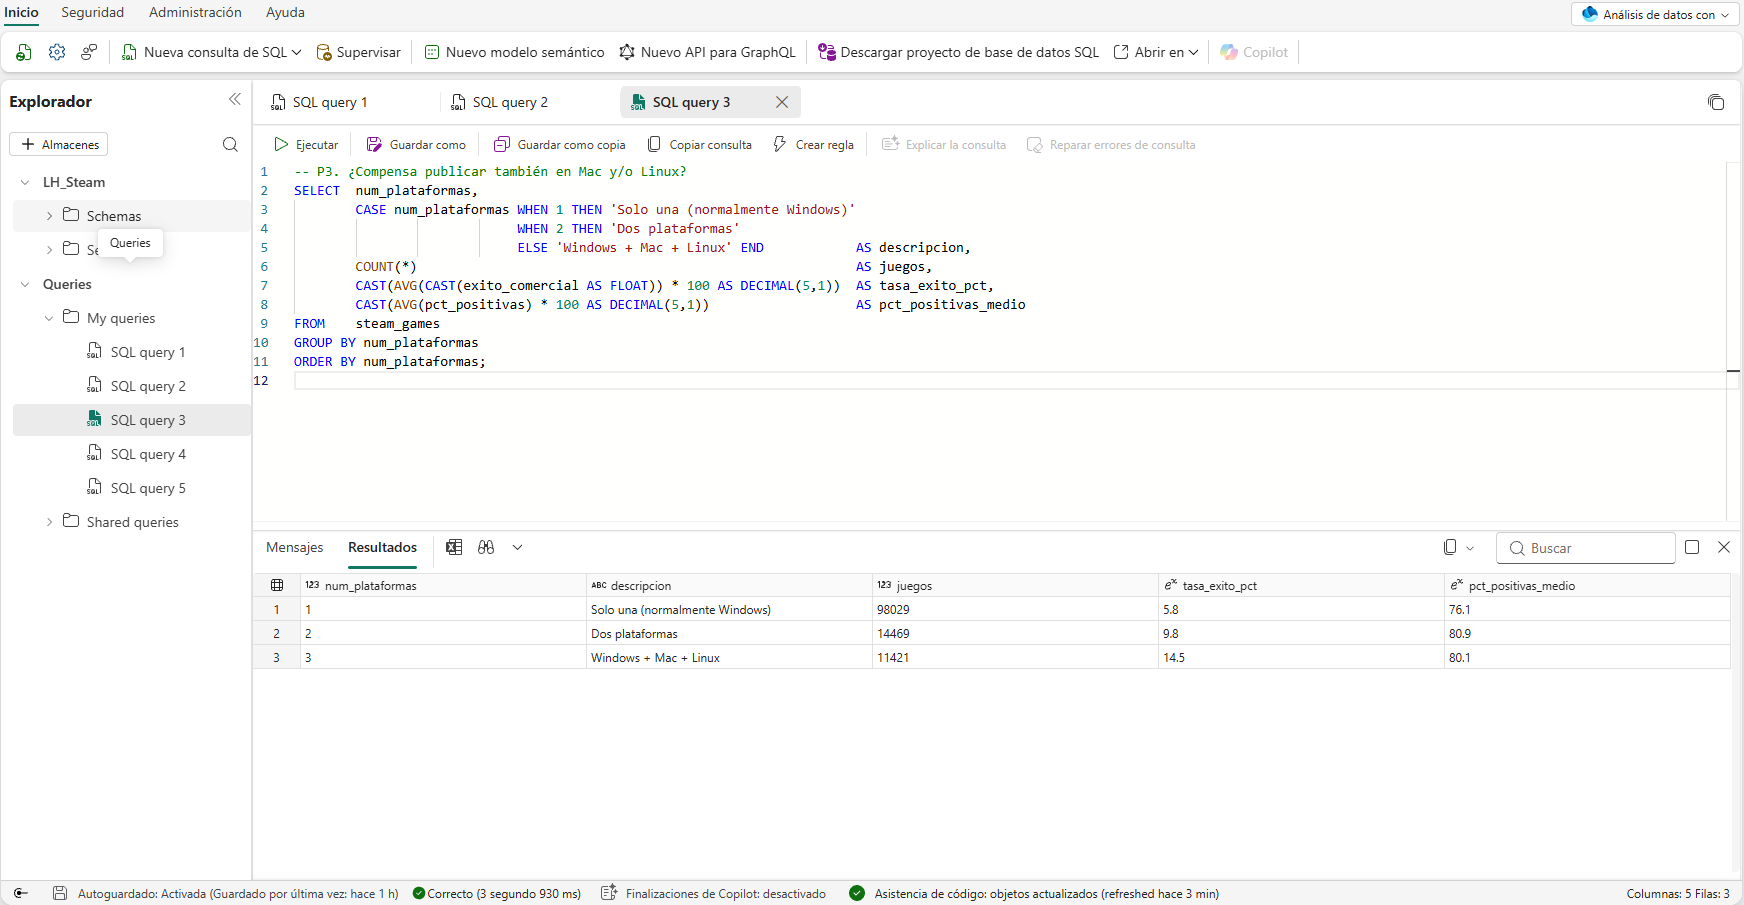 Inicio Seguridad Administración Ayuda
Análisis de datos con
Nueva consulta de SQL Supervisar Nuevo modelo semántico Nuevo API para GraphQL Descargar proyecto de base de datos SQL Abrir en Copilot
Explorador
Almacenes
LH_Steam
Schemas
Se
Queries
Queries
My queries
SQL query 1
SQL query 2
SQL query 3
SQL query 4
SQL query 5
Shared queries
SQL query 1 SQL query 2 SQL query 3
Ejecutar Guardar como Guardar como copia Copiar consulta Crear regla Explicar la consulta Reparar errores de consulta
1 -- P3. ¿Compensa publicar también en Mac y/o Linux?
2 SELECT num_plataformas,
3 CASE num_plataformas WHEN 1 THEN 'Solo una (normalmente Windows)'
4 WHEN 2 THEN 'Dos plataformas'
5 ELSE 'Windows + Mac + Linux' END AS descripcion,
6 COUNT(*) AS juegos,
7 CAST(AVG(CAST(exito_comercial AS FLOAT)) * 100 AS DECIMAL(5,1)) AS tasa_exito_pct,
8 CAST(AVG(pct_positivas) * 100 AS DECIMAL(5,1)) AS pct_positivas_medio
9 FROM steam_games
10 GROUP BY num_plataformas
11 ORDER BY num_plataformas;
12
Mensajes Resultados Buscar
123 num_plataformas ABC descripcion 123 juegos eˣ tasa_exito_pct eˣ pct_positivas_medio
1 1 Solo una (normalmente Windows) 98029 5.8 76.1
2 2 Dos plataformas 14469 9.8 80.9
3 3 Windows + Mac + Linux 11421 14.5 80.1
Autoguardado: Activada (Guardado por última vez: hace 1 h) Correcto (3 segundo 930 ms) Finalizaciones de Copilot: desactivado Asistencia de código: objetos actualizados (refreshed hace 3 min) Columnas: 5 Filas: 3